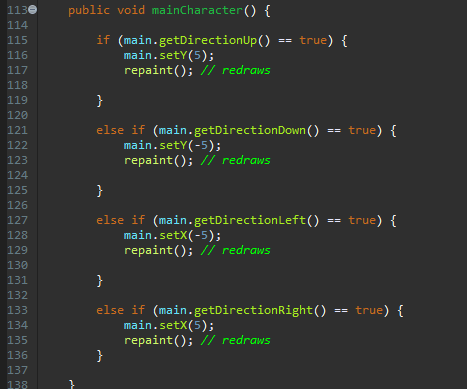 113 public void mainCharacter() {
114
115 if (main.getDirectionUp() == true) {
116 main.setY(5);
117 repaint(); // redraws
118
119 }
120
121 else if (main.getDirectionDown() == true) {
122 main.setY(-5);
123 repaint(); // redraws
124
125 }
126
127 else if (main.getDirectionLeft() == true) {
128 main.setX(-5);
129 repaint(); // redraws
130
131 }
132
133 else if (main.getDirectionRight() == true) {
134 main.setX(5);
135 repaint(); // redraws
136 }
137
138 }